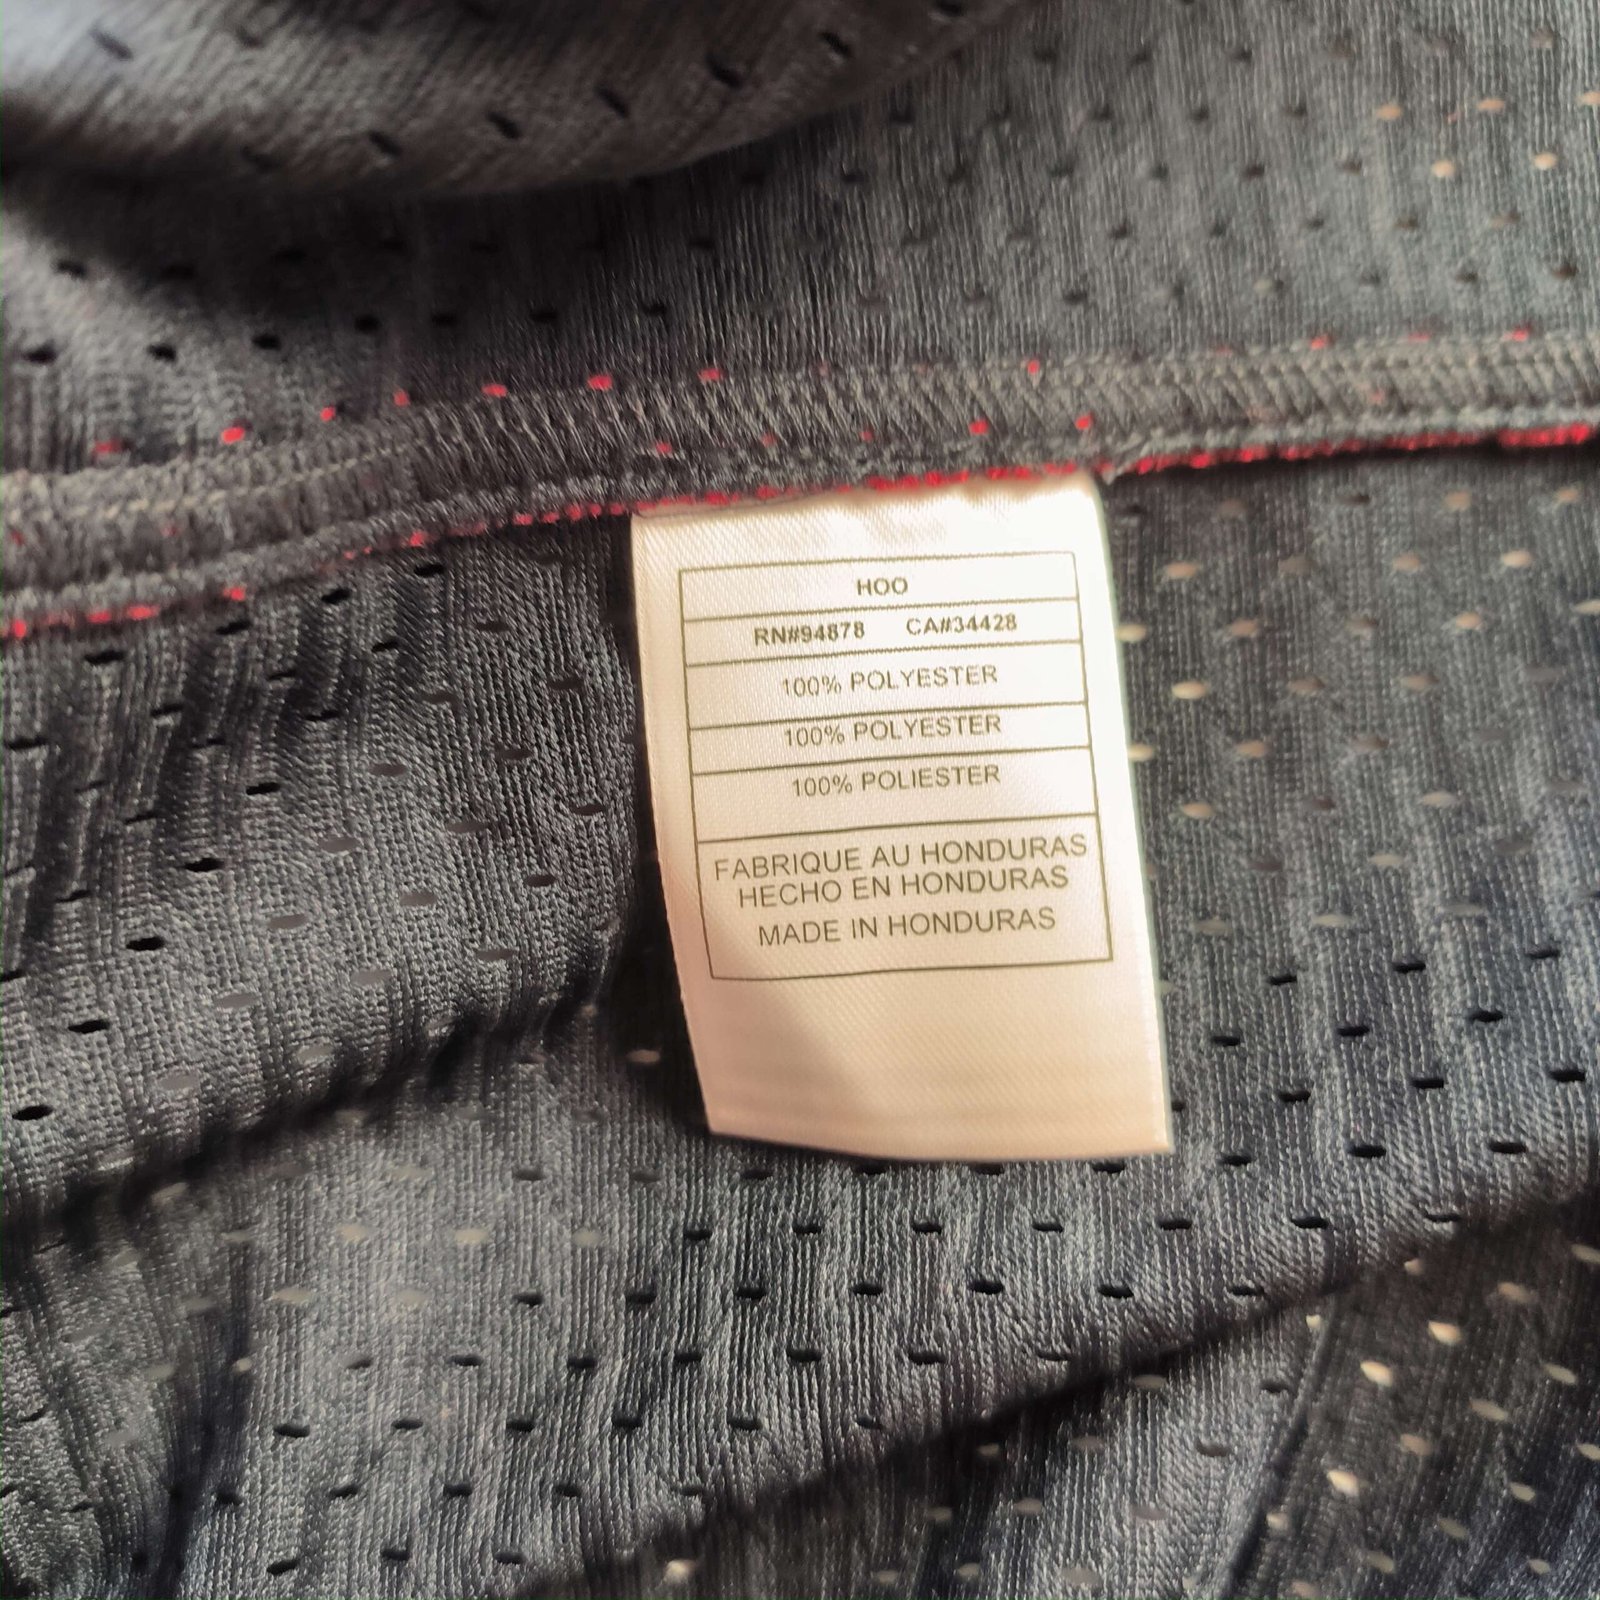 HOO
RN#94878 CA#34428
100% POLYESTER
100% POLYESTER
100% POLIESTER
FABRIQUE AU HONDURAS
HECHO EN HONDURAS
MADE IN HONDURAS